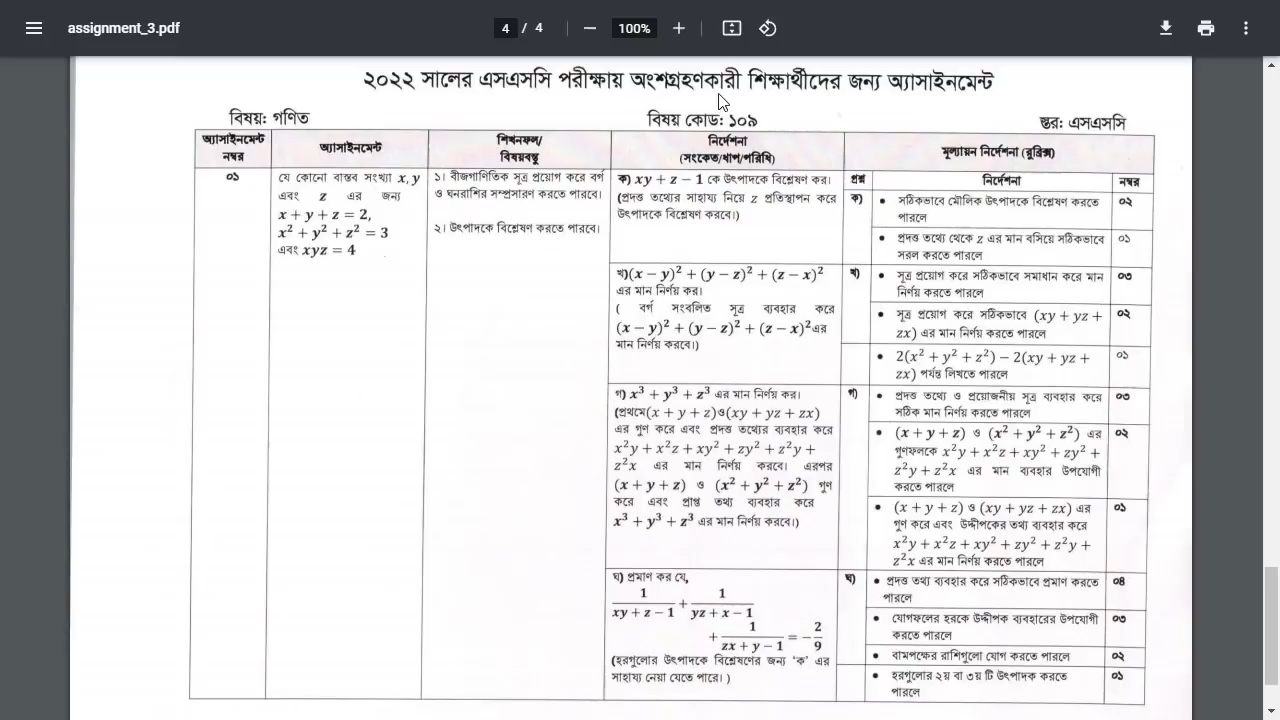 assignment_3.pdf
4 / 4
100%
২০২২ সালের এসএসসি পরীক্ষায় অংশগ্রহণকারী শিক্ষার্থীদের জন্য অ্যাসাইনমেন্ট
বিষয়: গণিত
বিষয় কোড: ১০৯
স্তর: এসএসসি
অ্যাসাইনমেন্ট
নম্বর
অ্যাসাইনমেন্ট
শিখনফল/
বিষয়বস্তু
নির্দেশনা
(সংকেত/ধাপ/পরিধি)
মূল্যায়ন নির্দেশনা (রুব্রিক্স)
০১
যে কোনো বাস্তব সংখ্যা x, y
এবং z এর জন্য
x + y + z = 2,
x² + y² + z² = 3
এবং xyz = 4
১। বীজগাণিতিক সূত্র প্রয়োগ করে বর্গ
ও ঘনরাশির সম্প্রসারণ করতে পারবে।
২। উৎপাদকে বিশ্লেষণ করতে পারবে।
ক) xy + z − 1 কে উৎপাদকে বিশ্লেষণ কর।
(প্রদত্ত তথ্যের সাহায্য নিয়ে z প্রতিস্থাপন করে
উৎপাদকে বিশ্লেষণ করবে।)
প্রশ্ন নির্দেশনা নম্বর
ক) • সঠিকভাবে মৌলিক উৎপাদকে বিশ্লেষণ করতে ০২
পারলে
• প্রদত্ত তথ্যে থেকে z এর মান বসিয়ে সঠিকভাবে ০১
সরল করতে পারলে
খ)(x − y)² + (y − z)² + (z − x)²
এর মান নির্ণয় কর।
( বর্গ সংবলিত সূত্র ব্যবহার করে
(x − y)² + (y − z)² + (z − x)²এর
মান নির্ণয় করবে।)
খ) • সূত্র প্রয়োগ করে সঠিকভাবে সমাধান করে মান ০৩
নির্ণয় করতে পারলে
• সূত্র প্রয়োগ করে সঠিকভাবে (xy + yz + ০২
zx) এর মান নির্ণয় করতে পারলে
• 2(x² + y² + z²) − 2(xy + yz + ০১
zx) পর্যন্ত লিখতে পারলে
গ) x³ + y³ + z³ এর মান নির্ণয় কর।
(প্রথমে(x + y + z)ও(xy + yz + zx)
এর গুণ করে এবং প্রদত্ত তথ্যের ব্যবহার করে
x²y + x²z + xy² + zy² + z²y +
z²x এর মান নির্ণয় করবে। এরপর
(x + y + z) ও (x² + y² + z²) গুণ
করে এবং প্রাপ্ত তথ্য ব্যবহার করে
x³ + y³ + z³ এর মান নির্ণয় করবে।)
গ) • প্রদত্ত তথ্য ও প্রয়োজনীয় সূত্র ব্যবহার করে ০৩
সঠিক মান নির্ণয় করতে পারলে
• (x + y + z) ও (x² + y² + z²) এর ০২
গুণফলকে x²y + x²z + xy² + zy² +
z²y + z²x এর মান ব্যবহার উপযোগী
করতে পারলে
• (x + y + z) ও (xy + yz + zx) এর ০১
গুণ করে এবং উদ্দীপকের তথ্য ব্যবহার করে
x²y + x²z + xy² + zy² + z²y +
z²x এর মান নির্ণয় করতে পারলে
ঘ) প্রমাণ কর যে,
1/(xy + z − 1) + 1/(yz + x − 1)
+ 1/(zx + y − 1) = − 2/9
(হরগুলোর উৎপাদকে বিশ্লেষণের জন্য ‘ক’ এর
সাহায্য নেয়া যেতে পারে। )
ঘ) • প্রদত্ত তথ্য ব্যবহার করে সঠিকভাবে প্রমাণ করতে ০৪
পারলে
• যোগফলের হরকে উদ্দীপক ব্যবহারের উপযোগী ০৩
করতে পারলে
• বামপক্ষের রাশিগুলো যোগ করতে পারলে ০২
• হরগুলোর ২য় বা ৩য় টি উৎপাদক করতে ০১
পারলে